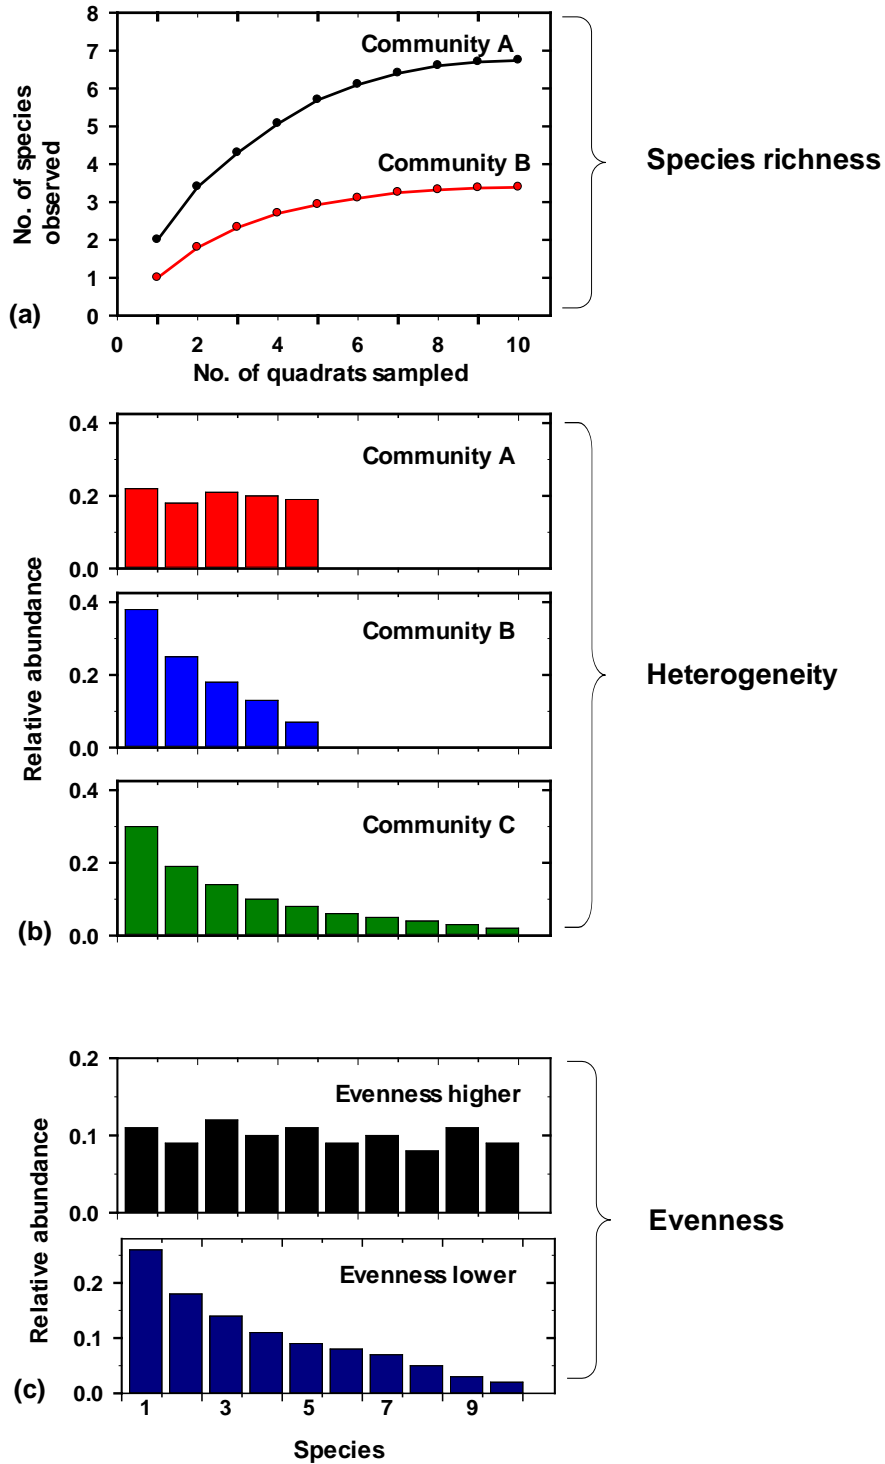 8
7
6
5
4
3
2
1
0
No. of species
observed
Community A
Community B
Species richness
(a)
0 2 4 6 8 10
No. of quadrats sampled
0.4
0.2
0.0
Community A
0.4
0.2
0.0
Community B
Relative abundance
Heterogeneity
0.4
0.2
0.0
Community C
(b)
0.2
0.1
0.0
Evenness higher
Relative abundance
Evenness
0.2
0.1
0.0
Evenness lower
(c)
1 3 5 7 9
Species